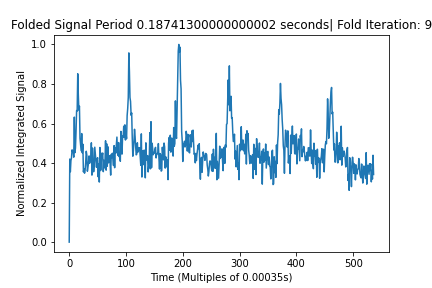 Folded Signal Period 0.18741300000000002 seconds| Fold Iteration: 9
Normalized Integrated Signal
1.0
0.8
0.6
0.4
0.2
0.0
0 100 200 300 400 500
Time (Multiples of 0.00035s)